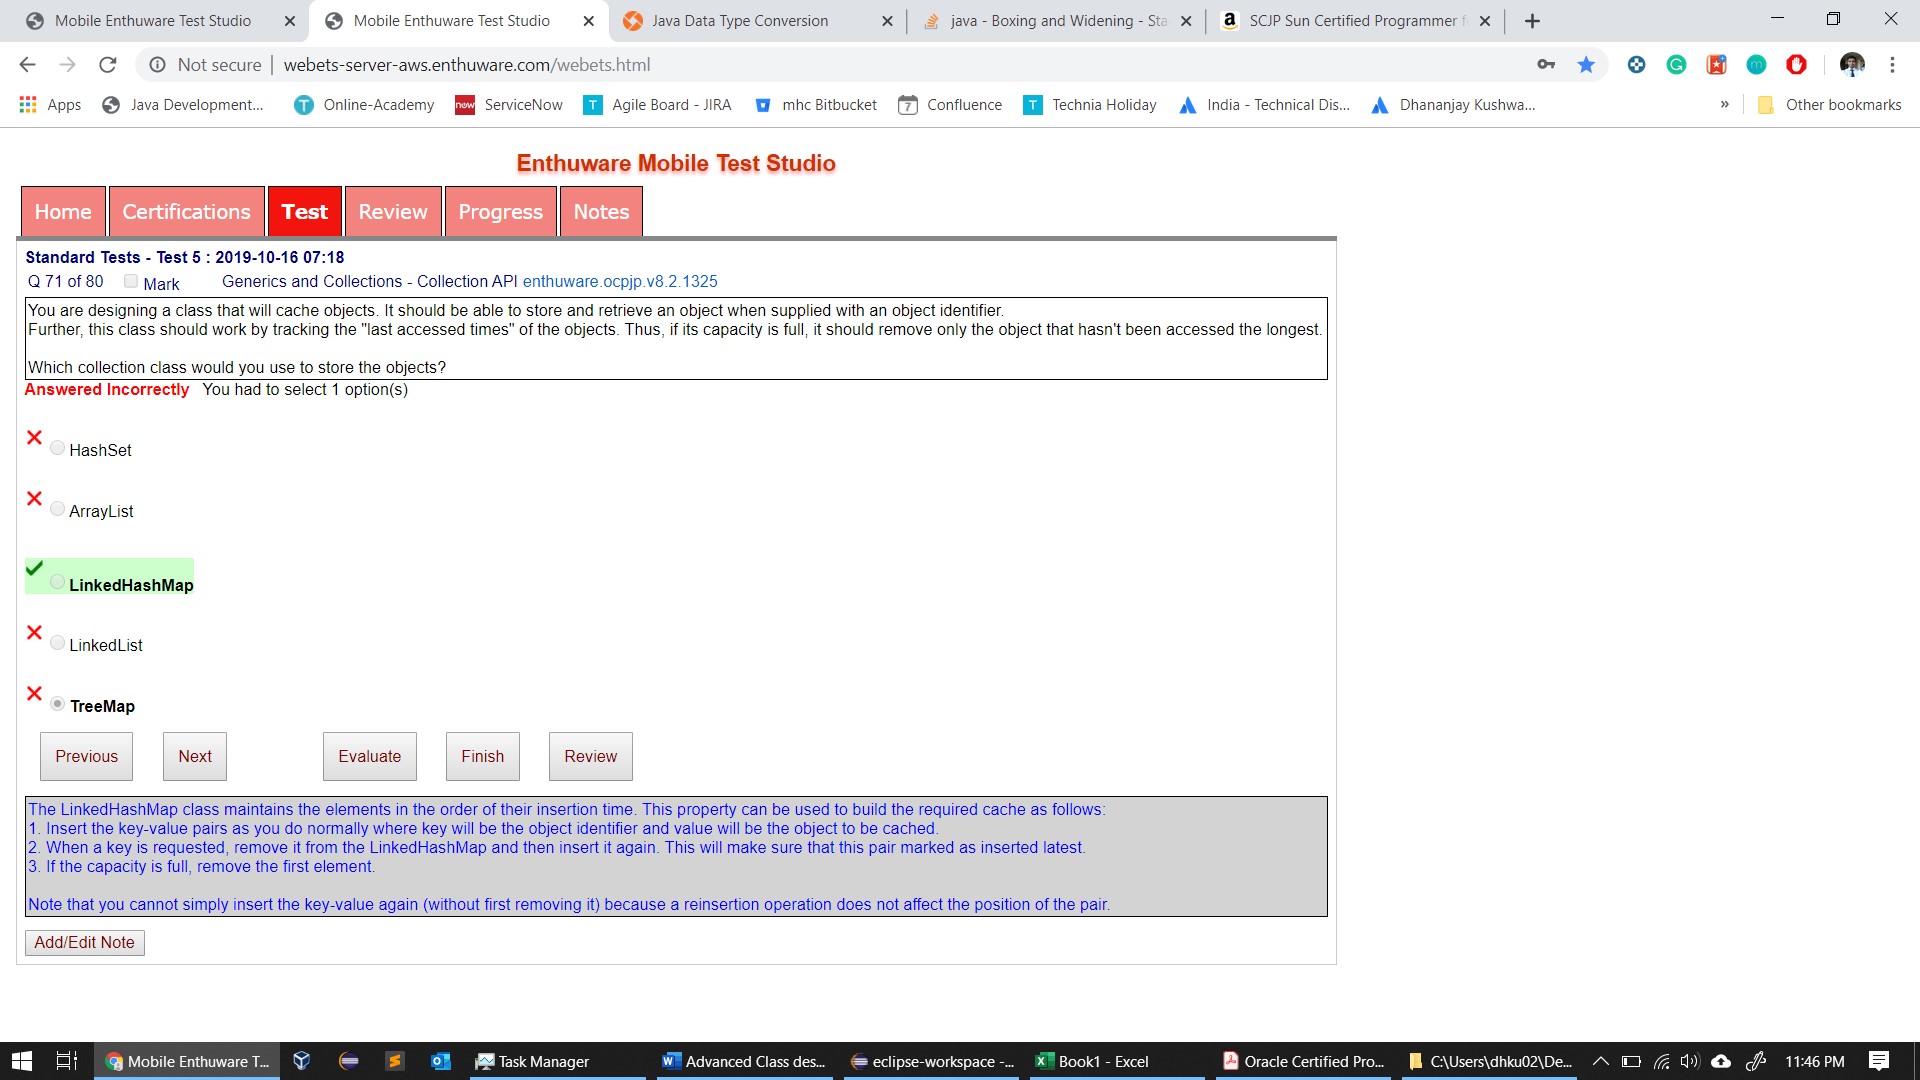 Mobile Enthuware Test Studio
Mobile Enthuware Test Studio
Java Data Type Conversion
java - Boxing and Widening - Sta
SCJP Sun Certified Programmer f
Not secure | webets-server-aws.enthuware.com/webets.html
Apps
Java Development...
Online-Academy
now ServiceNow
Agile Board - JIRA
mhc Bitbucket
7 Confluence
Technia Holiday
India - Technical Dis...
Dhananjay Kushwa...
»
Other bookmarks
Enthuware Mobile Test Studio
Home
Certifications
Test
Review
Progress
Notes
Standard Tests - Test 5 : 2019-10-16 07:18
Q 71 of 80 Mark Generics and Collections - Collection API enthuware.ocpjp.v8.2.1325
You are designing a class that will cache objects. It should be able to store and retrieve an object when supplied with an object identifier.
Further, this class should work by tracking the "last accessed times" of the objects. Thus, if its capacity is full, it should remove only the object that hasn't been accessed the longest.
Which collection class would you use to store the objects?
Answered Incorrectly You had to select 1 option(s)
HashSet
ArrayList
LinkedHashMap
LinkedList
TreeMap
Previous
Next
Evaluate
Finish
Review
The LinkedHashMap class maintains the elements in the order of their insertion time. This property can be used to build the required cache as follows:
1. Insert the key-value pairs as you do normally where key will be the object identifier and value will be the object to be cached.
2. When a key is requested, remove it from the LinkedHashMap and then insert it again. This will make sure that this pair marked as inserted latest.
3. If the capacity is full, remove the first element.
Note that you cannot simply insert the key-value again (without first removing it) because a reinsertion operation does not affect the position of the pair.
Add/Edit Note
Mobile Enthuware T...
Task Manager
Advanced Class des...
eclipse-workspace -...
Book1 - Excel
Oracle Certified Pro...
C:\Users\dhku02\De...
11:46 PM